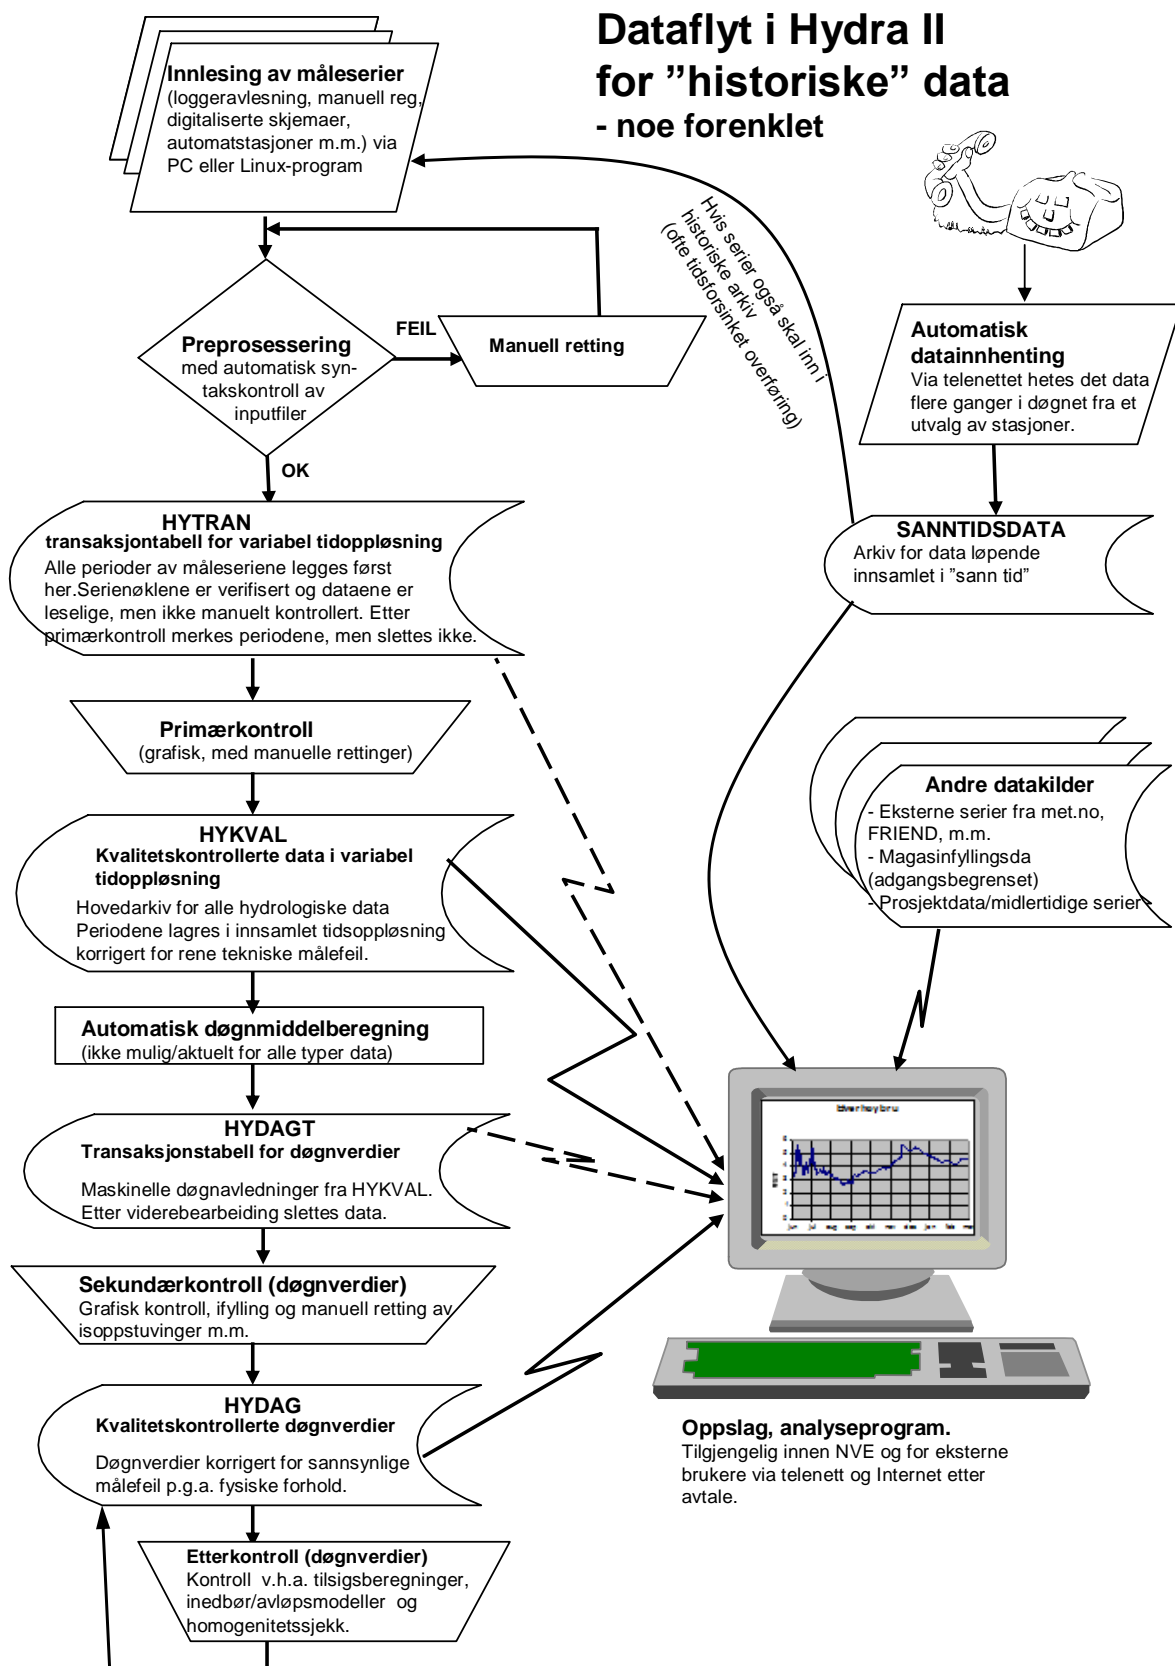 Dataflyt i Hydra II
for ”historiske” data
- noe forenklet
Innlesing av måleserier
(loggeravlesning, manuell reg,
digitaliserte skjemaer,
automatstasjoner m.m.) via
PC eller Linux-program
Hvis serier også skal inn i
historiske arkiv
(ofte tidsforsinket overføring)
Preprosessering
med automatisk syn-
takskontroll av
inputfiler
FEIL
Manuell retting
OK
Automatisk
datainnhenting
Via telenettet hetes det data
flere ganger i døgnet fra et
utvalg av stasjoner.
HYTRAN
transaksjontabell for variabel tidoppløsning
Alle perioder av måleseriene legges først
her.Serienøklene er verifisert og dataene er
leselige, men ikke manuelt kontrollert. Etter
primærkontroll merkes periodene, men slettes ikke.
SANNTIDSDATA
Arkiv for data løpende
innsamlet i ”sann tid”
Primærkontroll
(grafisk, med manuelle rettinger)
Andre datakilder
- Eksterne serier fra met.no,
FRIEND, m.m.
- Magasinfyllingsda
(adgangsbegrenset)
- Prosjektdata/midlertidige serier
HYKVAL
Kvalitetskontrollerte data i variabel
tidoppløsning
Hovedarkiv for alle hydrologiske data
Periodene lagres i innsamlet tidsoppløsning
korrigert for rene tekniske målefeil.
Automatisk døgnmiddelberegning
(ikke mulig/aktuelt for alle typer data)
HYDAGT
Transaksjonstabell for døgnverdier
Maskinelle døgnavledninger fra HYKVAL.
Etter viderebearbeiding slettes data.
jun jul aug sep okt nov des jan feb mar
Sekundærkontroll (døgnverdier)
Grafisk kontroll, ifylling og manuell retting av
isoppstuvinger m.m.
HYDAG
Kvalitetskontrollerte døgnverdier
Døgnverdier korrigert for sannsynlige
målefeil p.g.a. fysiske forhold.
Oppslag, analyseprogram.
Tilgjengelig innen NVE og for eksterne
brukere via telenett og Internet etter
avtale.
Etterkontroll (døgnverdier)
Kontroll v.h.a. tilsigsberegninger,
inedbør/avløpsmodeller og
homogenitetssjekk.